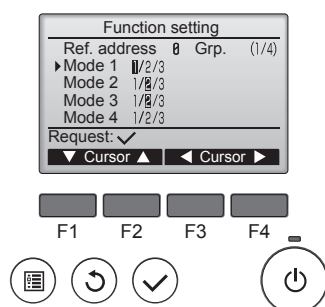 Function setting
Ref. address 0 Grp. (1/4)
Mode 1 1/2/3
Mode 2 1/2/3
Mode 3 1/2/3
Mode 4 1/2/3
Request: ✓
▼ Cursor ▲ ◀ Cursor ▶
F1 F2 F3 F4